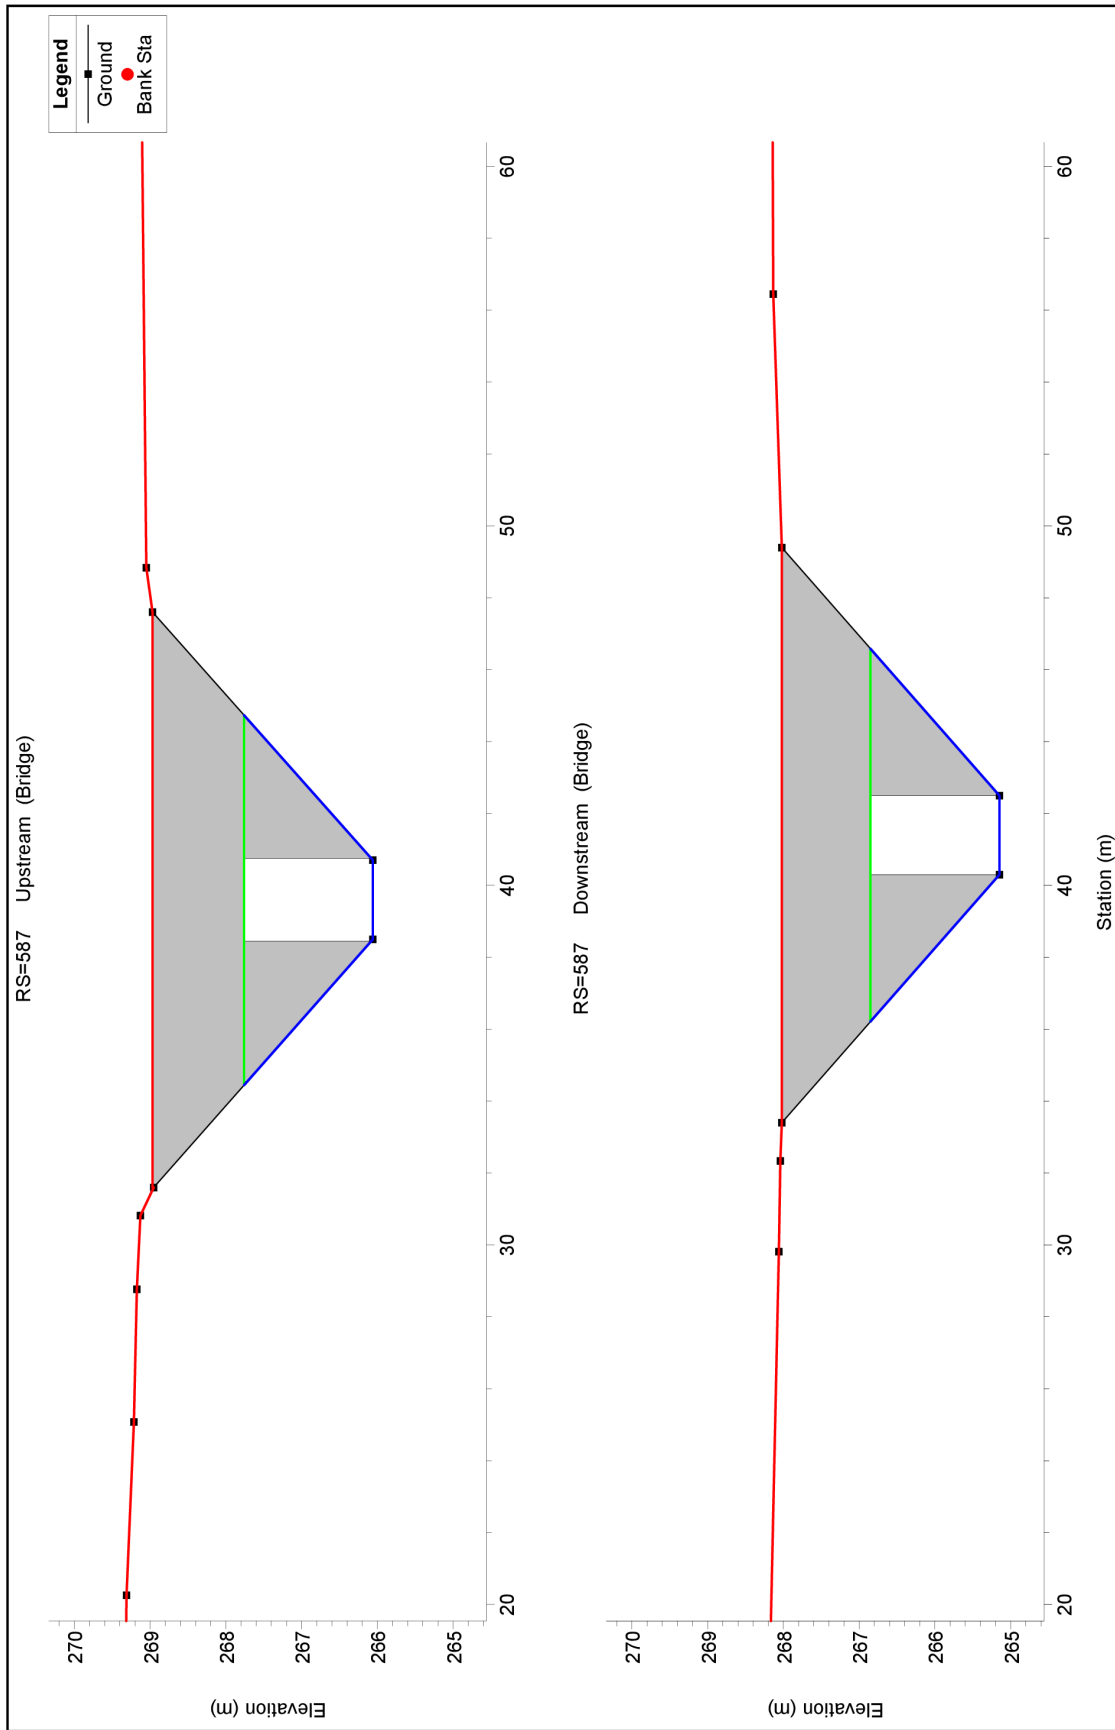 RS=587 Upstream (Bridge)
Legend
Ground
Bank Sta
Elevation (m)
270
269
268
267
266
265
20
30
40
50
60
RS=587 Downstream (Bridge)
Elevation (m)
270
269
268
267
266
265
20
30
40
50
60
Station (m)